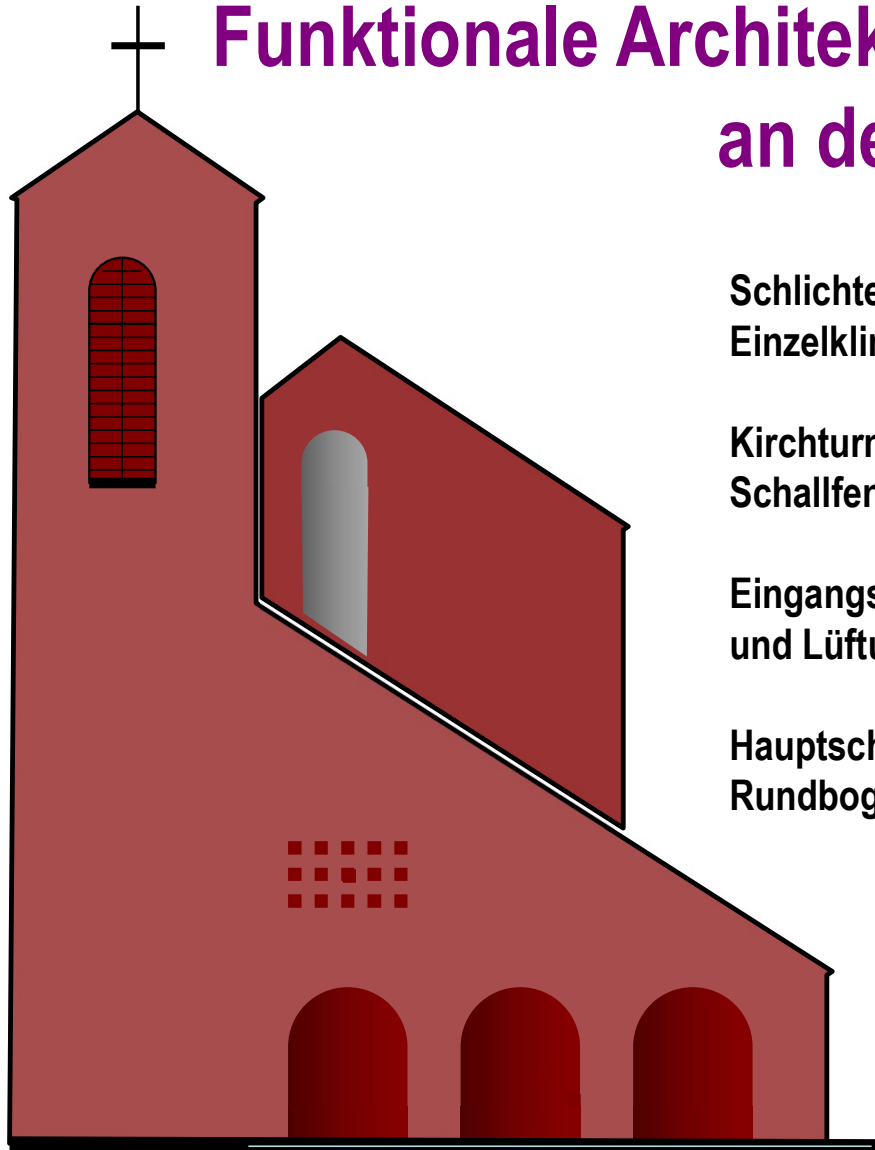 Funktionale Architek
an de
Schlichte
Einzelklin
Kirchturm
Schallfen
Eingangs
und Lüftu
Hauptsch
Rundbog